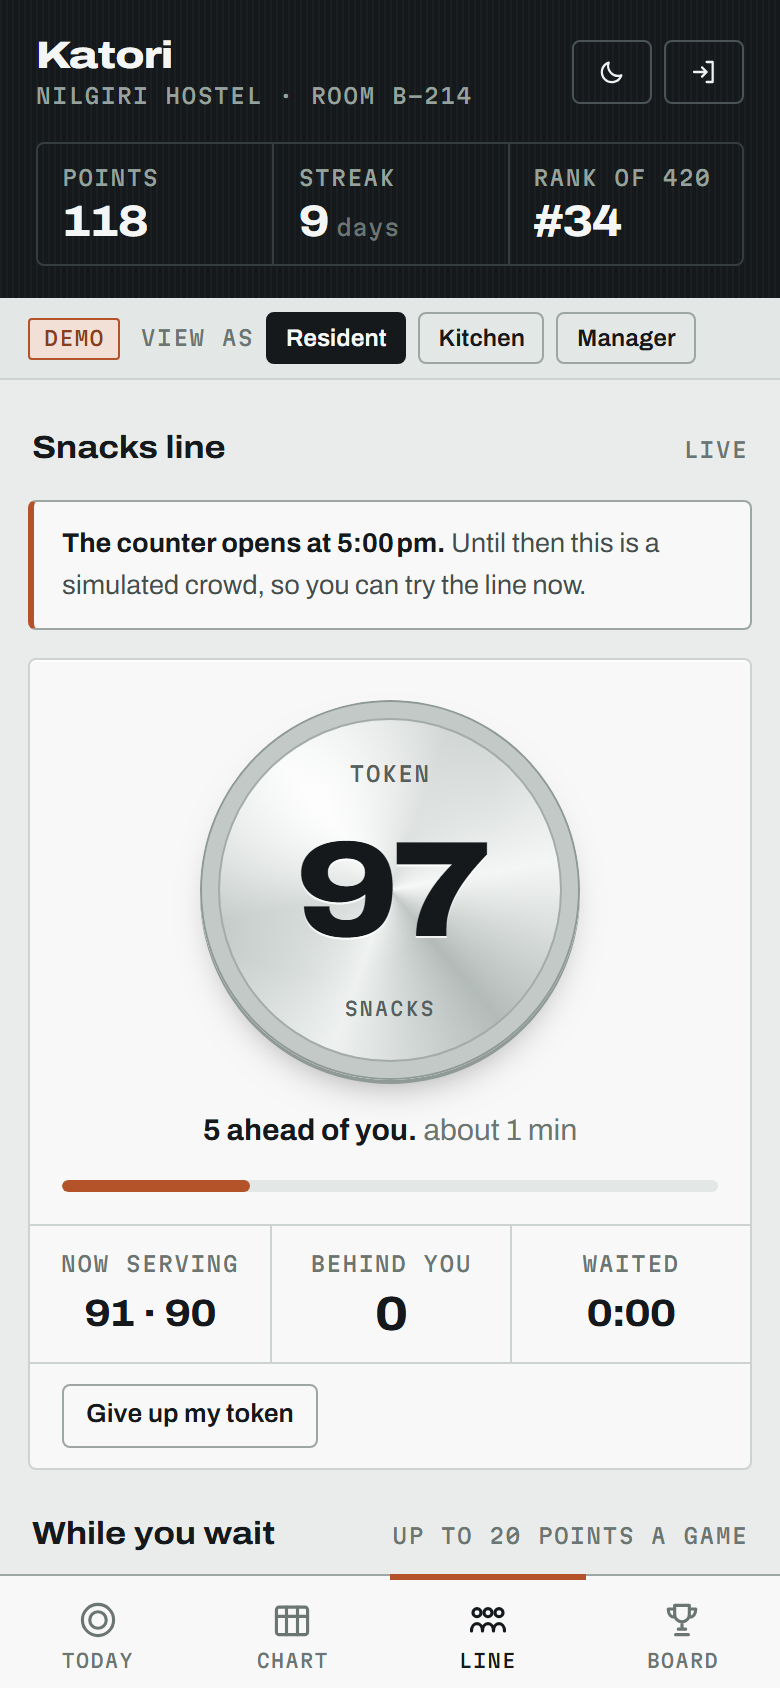 Katori
NILGIRI HOSTEL · ROOM B–214
POINTS
118
STREAK
9 days
RANK OF 420
#34
DEMO VIEW AS Resident Kitchen Manager
Snacks line
LIVE
The counter opens at 5:00 pm. Until then this is a
simulated crowd, so you can try the line now.
TOKEN
97
SNACKS
5 ahead of you. about 1 min
NOW SERVING
91 · 90
BEHIND YOU
0
WAITED
0:00
Give up my token
While you wait
UP TO 20 POINTS A GAME
TODAY
CHART
LINE
BOARD